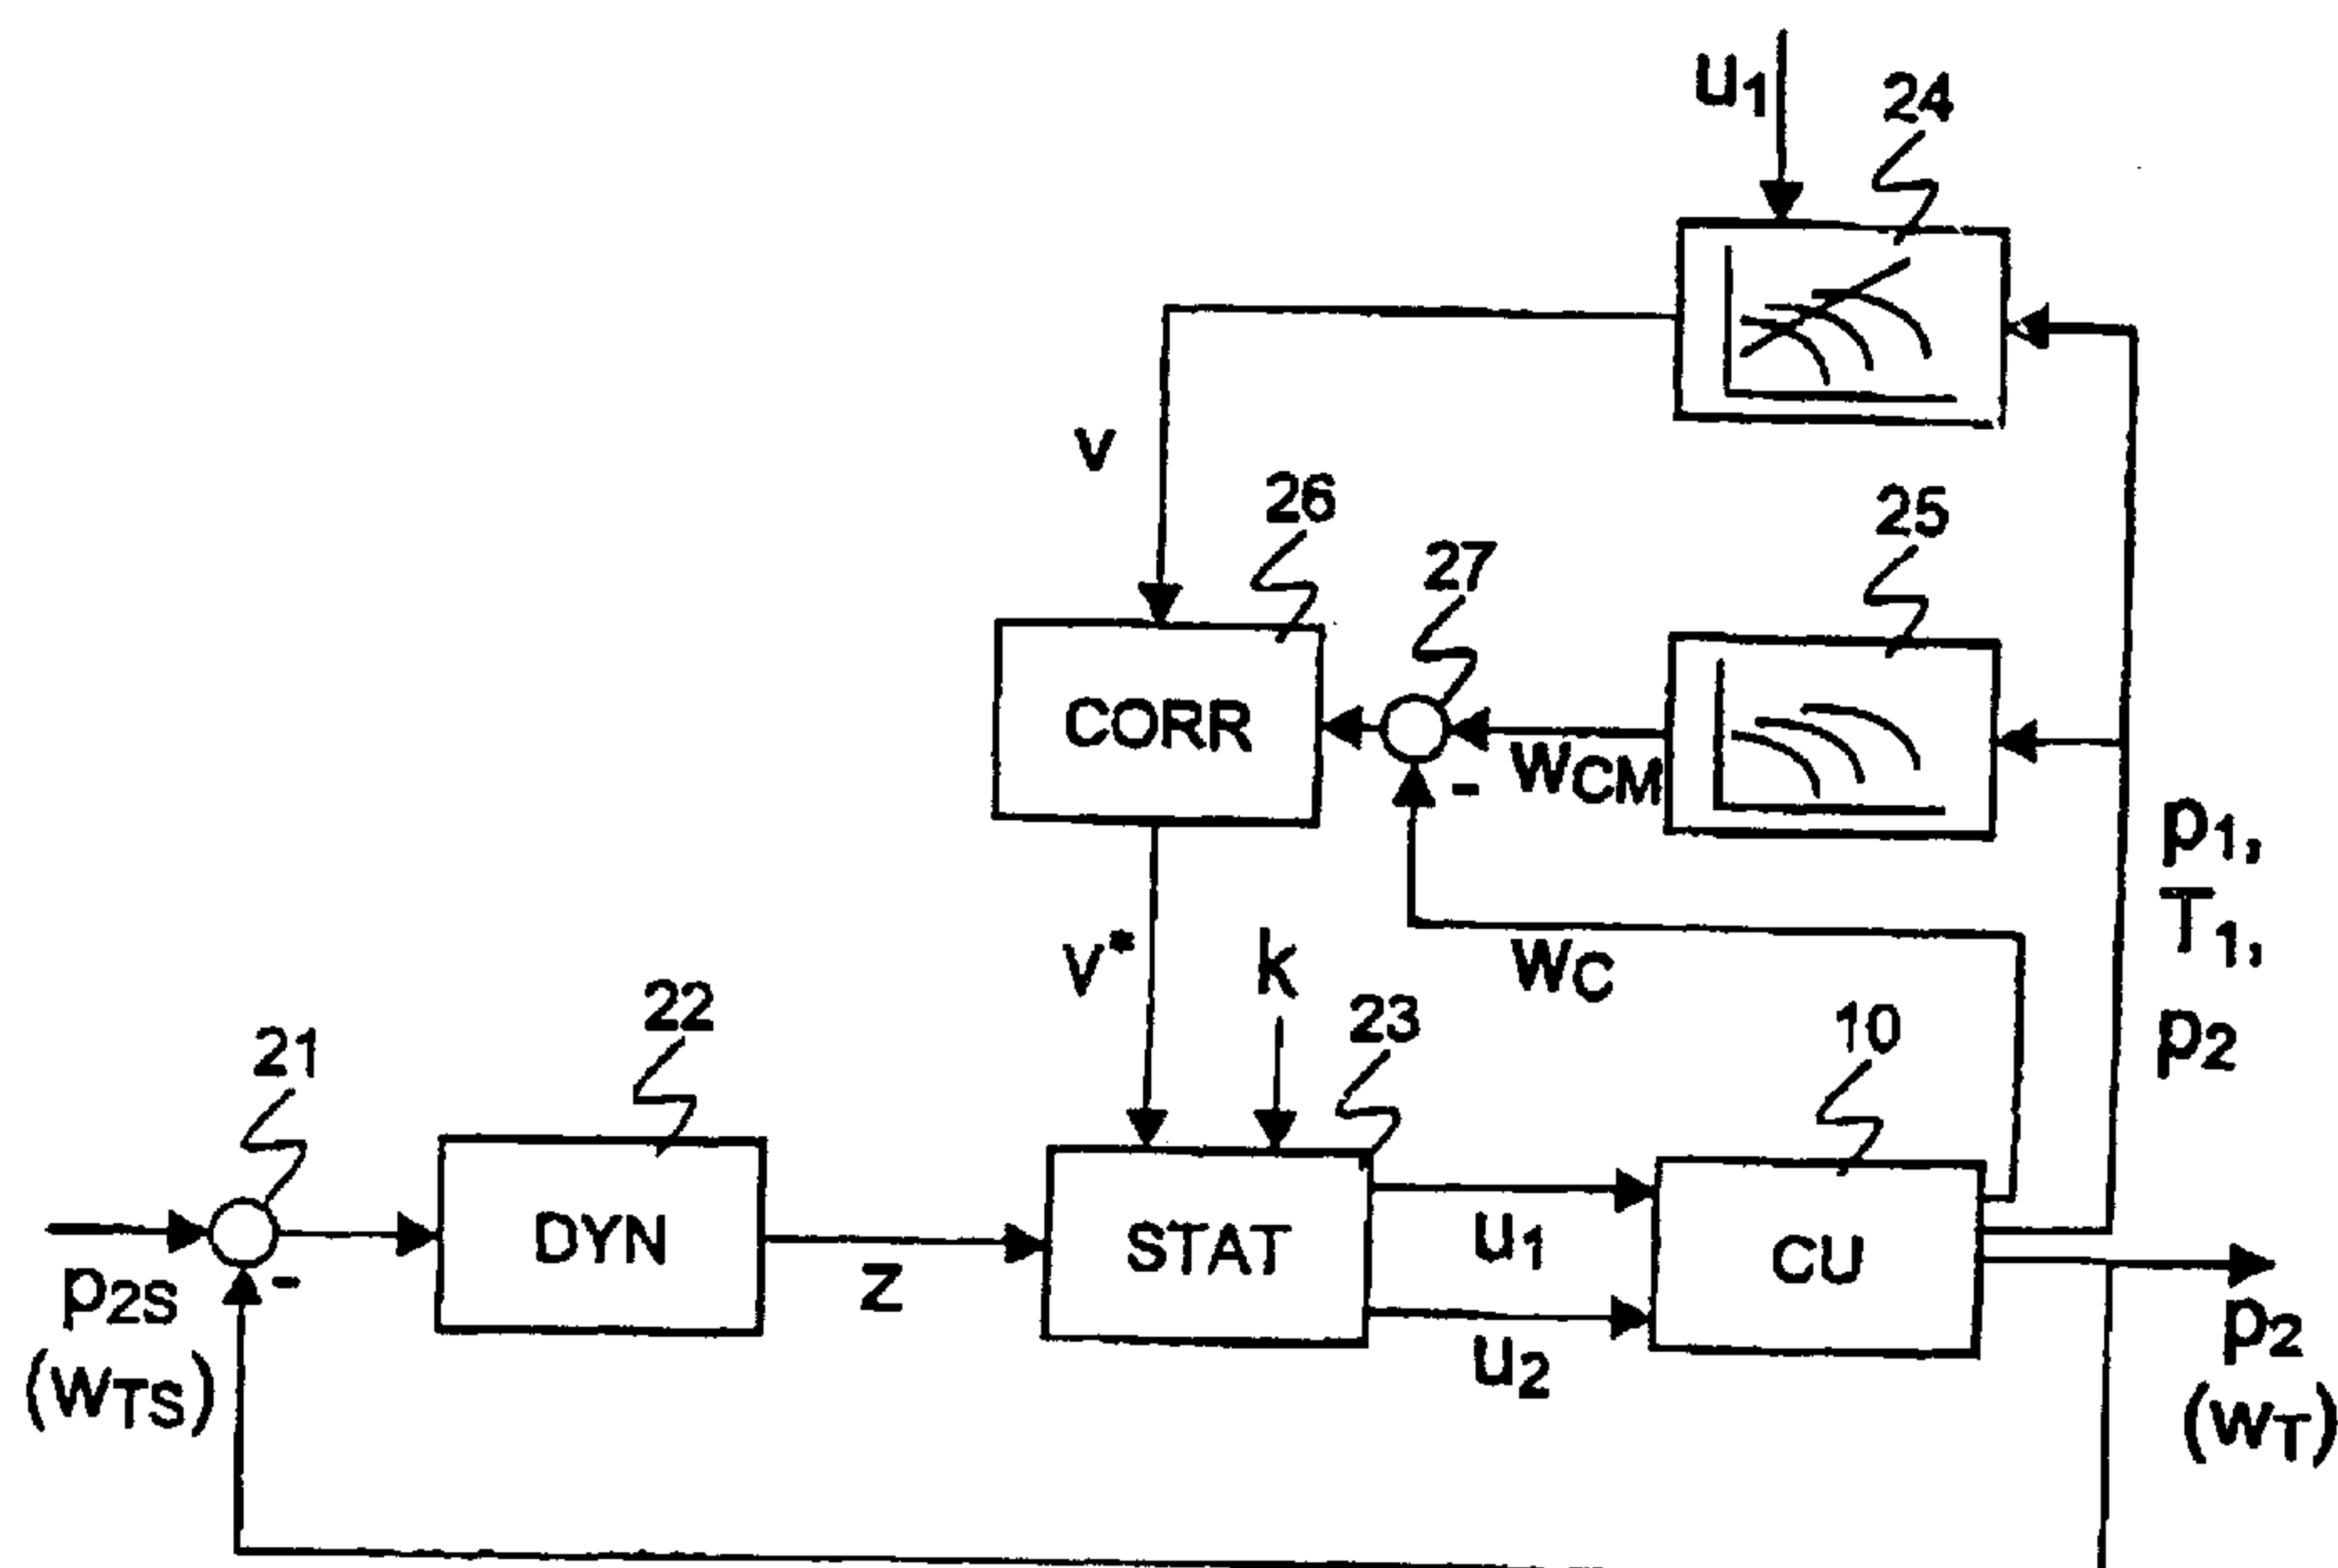 u1
24
v
26
27
25
CORR
-
wCM
p1,
T1,
p2
v*
k
wC
21
22
23
10
DYN
STAT
CU
p2S
(wTS)
-
z
u1
u2
p2
(wT)